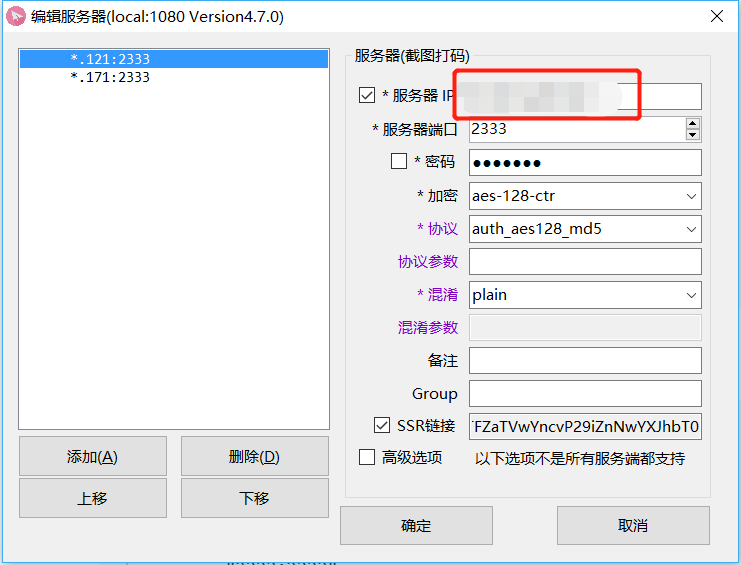 编辑服务器(local:1080 Version4.7.0)
*.121:2333
*.171:2333
添加(A)
删除(D)
上移
下移
服务器(截图打码)
* 服务器 IP
* 服务器端口
2333
* 密码
●●●●●●●
* 加密
aes-128-ctr
* 协议
auth_aes128_md5
协议参数
* 混淆
plain
混淆参数
备注
Group
SSR链接
FZaTVwYncvP29iZnNwYXJhbT0
高级选项
以下选项不是所有服务端都支持
确定
取消